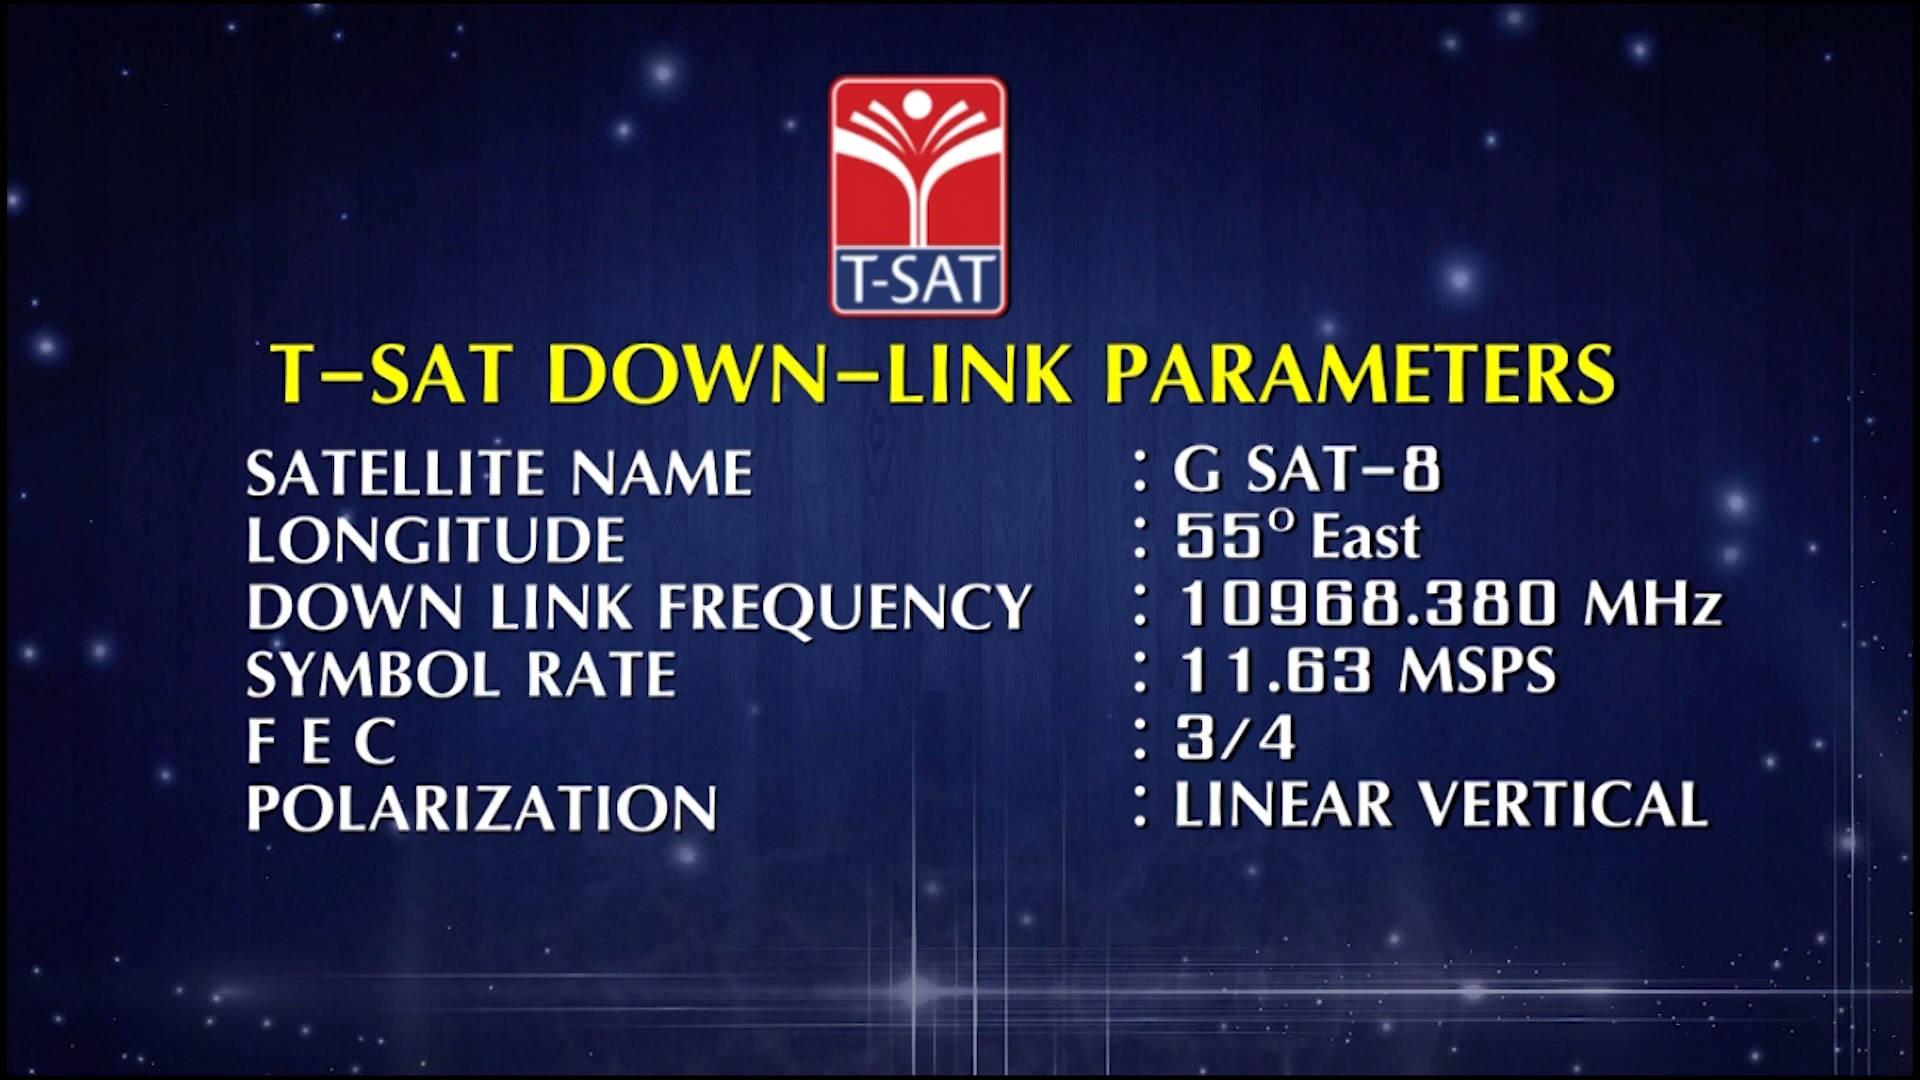 T-SAT
T-SAT DOWN-LINK PARAMETERS
SATELLITE NAME : G SAT-8
LONGITUDE : 55° East
DOWN LINK FREQUENCY : 10968.380 MHz
SYMBOL RATE : 11.63 MSPS
F E C : 3/4
POLARIZATION : LINEAR VERTICAL